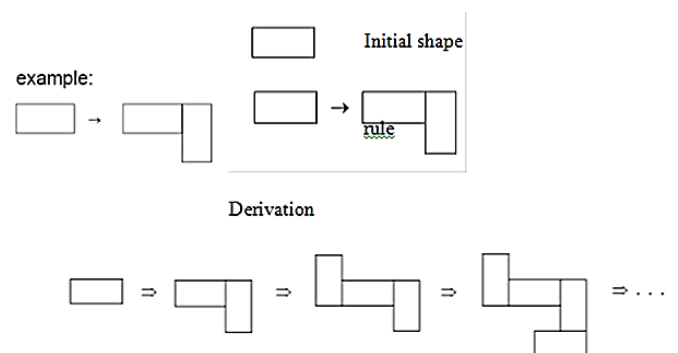 Initial shape
example:
→
→
rule
Derivation
⇒ ⇒ ⇒ ⇒ . . .